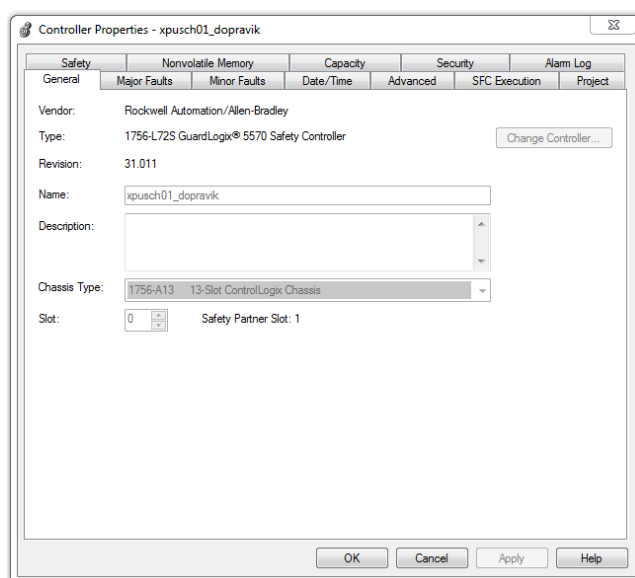 Controller Properties - xpusch01_dopravik
Safety Nonvolatile Memory Capacity Security Alarm Log
General Major Faults Minor Faults Date/Time Advanced SFC Execution Project
Vendor: Rockwell Automation/Allen-Bradley
Type: 1756-L72S GuardLogix® 5570 Safety Controller Change Controller...
Revision: 31.011
Name: xpusch01_dopravik
Description:
Chassis Type: 1756-A13 13-Slot ControlLogix Chassis
Slot: 0 Safety Partner Slot: 1
OK Cancel Apply Help